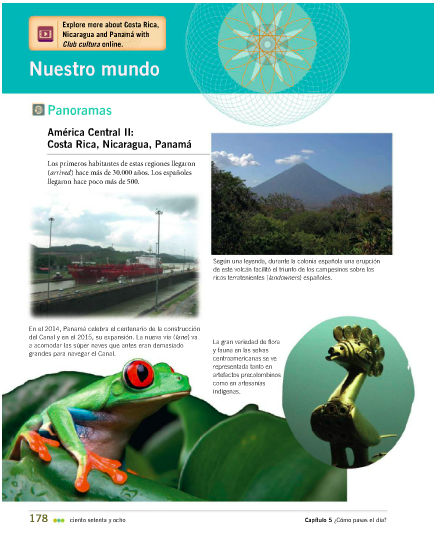 Explore more about Costa Rica,
Nicaragua and Panamá with
Club cultura online.
Nuestro mundo
Panoramas
América Central II:
Costa Rica, Nicaragua, Panamá
Los primeros habitantes de estas regiones llegaron
(arrived) hace más de 30.000 años. Los españoles
llegaron hace poco más de 500.
Según una leyenda, durante la colonia española una erupción
de este volcán facilitó el triunfo de los campesinos sobre los
ricos terratenientes (landowners) españoles.
En el 2014, Panamá celebra el centenario de la construcción
del Canal y en el 2015, su expansión. La nueva vía (lane) va
a acomodar las súper naves que antes eran demasiado
grandes para navegar el Canal.
La gran variedad de flora
y fauna en las selvas
centroamericanas se ve
representada tanto en
artefactos precolombinos
como en artesanías
indígenas.
178 ciento setenta y ocho
Capítulo 5 ¿Cómo pasas el día?